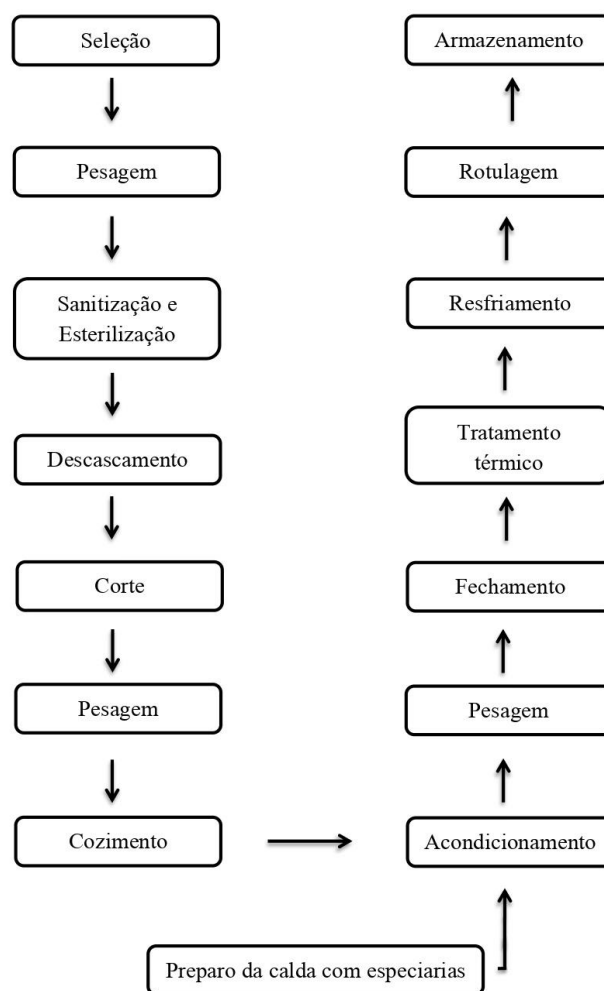 Seleção
Pesagem
Sanitização e
Esterilização
Descascamento
Corte
Pesagem
Cozimento
Preparo da calda com especiarias
Acondicionamento
Pesagem
Fechamento
Tratamento
térmico
Resfriamento
Rotulagem
Armazenamento